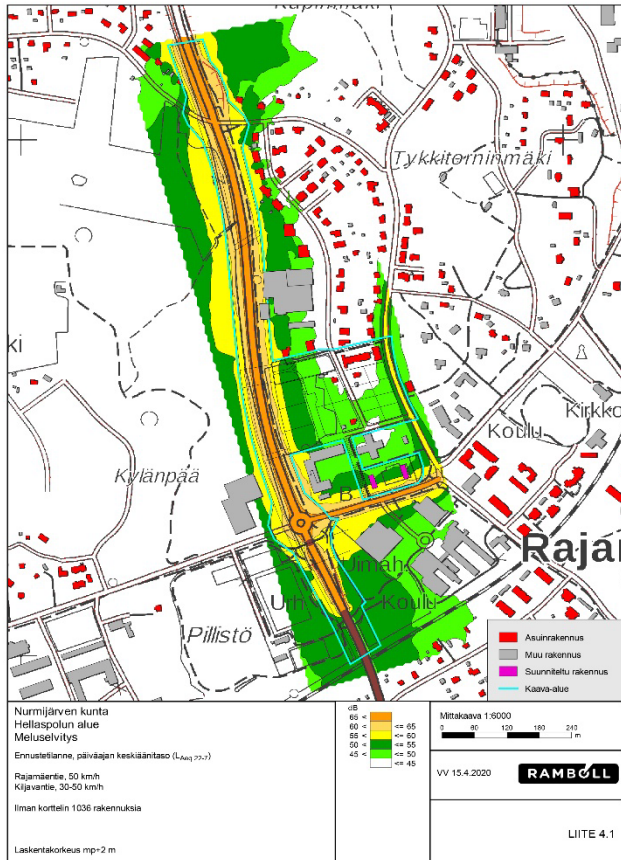 Tykkitorninmäki
ki
Koulu
Kirkko
Kylänpää
B
Rajam
Uimah
Urh
Koulu
Pillistö
Asuinrakennus
Muu rakennus
Suunniteltu rakennus
Kaava-alue
Nurmijärven kunta
Hellaspolun alue
Meluselvitys
Ennustetilanne, päiväajan keskiäänitaso (LAeq 22-7)
Rajamäentie, 50 km/h
Kiljavantie, 30-50 km/h
Ilman korttelin 1036 rakennuksia
Laskentakorkeus mp+2 m
dB
65 <
60 < <= 65
55 < <= 60
50 < <= 55
45 < <= 50
<= 45
Mittakaava 1:6000
0 60 120 180 240
m
VV 15.4.2020
RAMBOLL
LIITE 4.1